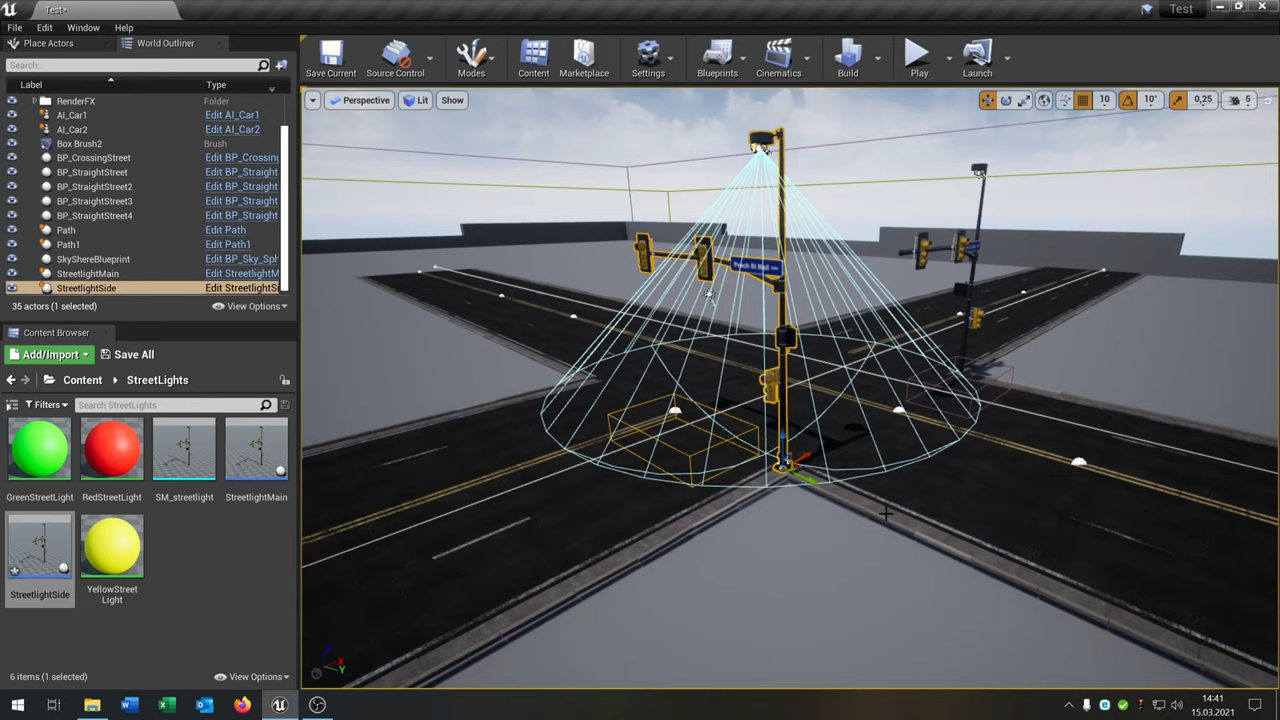 Test*
Test
File Edit Window Help
Place Actors
World Outliner
Search...
Label
Type
RenderFX Folder
AI_Car1 Edit AI_Car1
AI_Car2 Edit AI_Car2
Box Brush2 Brush
BP_CrossingStreet Edit BP_Crossing
BP_StraightStreet Edit BP_Straight
BP_StraightStreet2 Edit BP_Straight
BP_StraightStreet3 Edit BP_Straight
BP_StraightStreet4 Edit BP_Straight
Path Edit Path
Path1 Edit Path1
SkyShereBlueprint Edit BP_Sky_Sph
StreetlightMain Edit StreetlightM
StreetlightSide Edit StreetlightSi
35 actors (1 selected)
View Options
Save Current
Source Control
Modes
Content
Marketplace
Settings
Blueprints
Cinematics
Build
Play
Launch
Perspective
Lit
Show
10
10°
0,25
5
Peach St
X
Y
Content Browser
Add/Import
Save All
Content
StreetLights
Filters
Search StreetLights
GreenStreetLight
RedStreetLight
SM_streetlight
StreetlightMain
StreetlightSide
YellowStreet
Light
6 items (1 selected)
View Options
14:41
15.03.2021